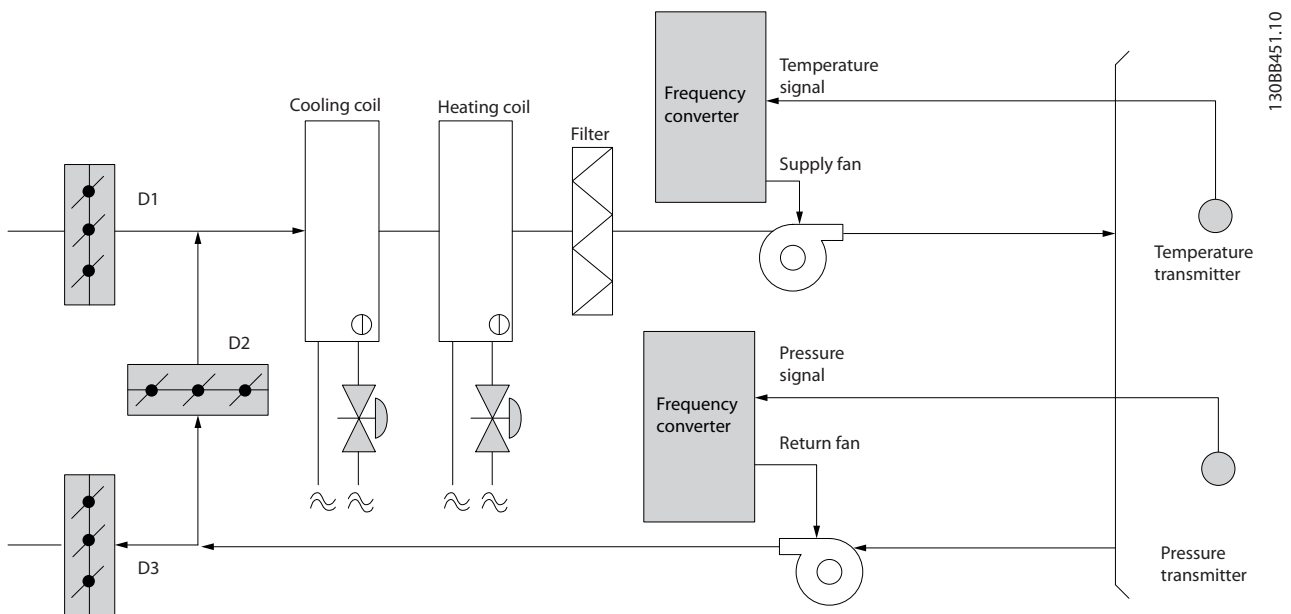 130BB451.10
Temperature
signal
Frequency
converter
Cooling coil
Heating coil
Filter
Supply fan
D1
Temperature
transmitter
D2
Pressure
signal
Frequency
converter
Return fan
D3
Pressure
transmitter